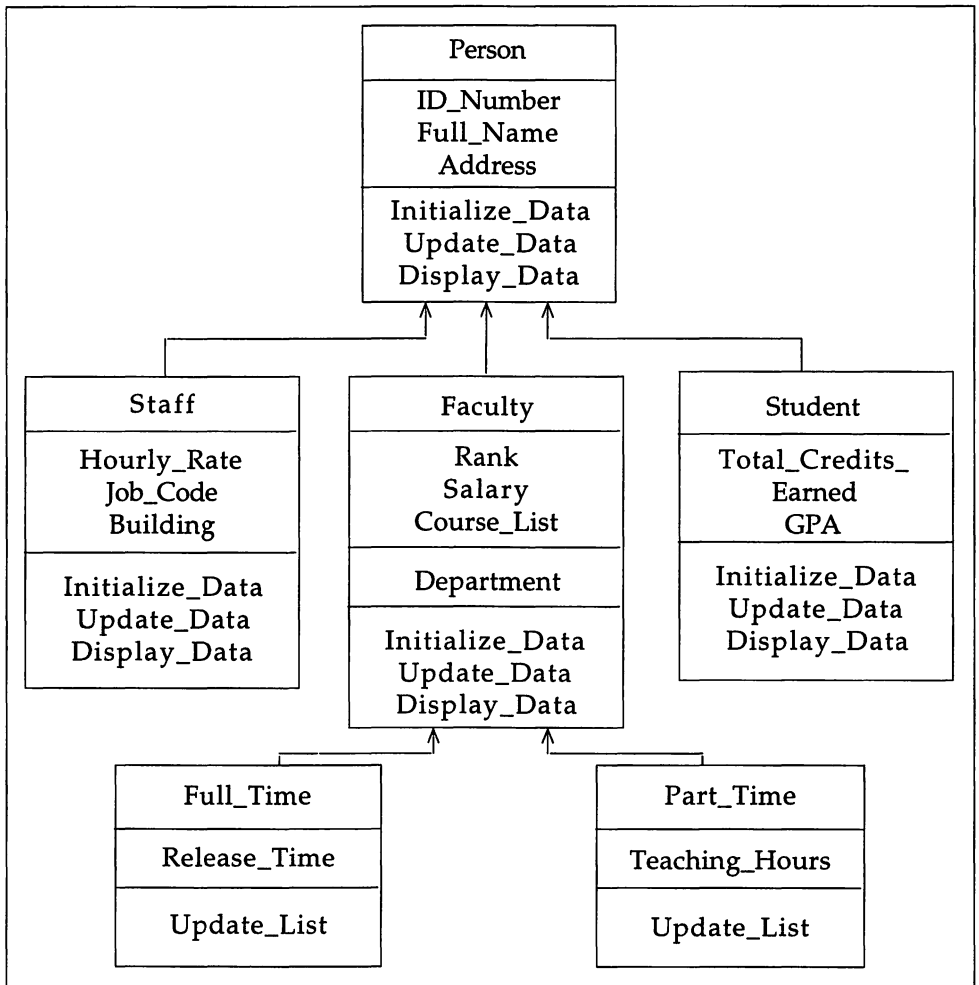 Person
ID_Number
Full_Name
Address
Initialize_Data
Update_Data
Display_Data
Staff
Hourly_Rate
Job_Code
Building
Initialize_Data
Update_Data
Display_Data
Faculty
Rank
Salary
Course_List
Department
Initialize_Data
Update_Data
Display_Data
Student
Total_Credits_
Earned
GPA
Initialize_Data
Update_Data
Display_Data
Full_Time
Release_Time
Update_List
Part_Time
Teaching_Hours
Update_List